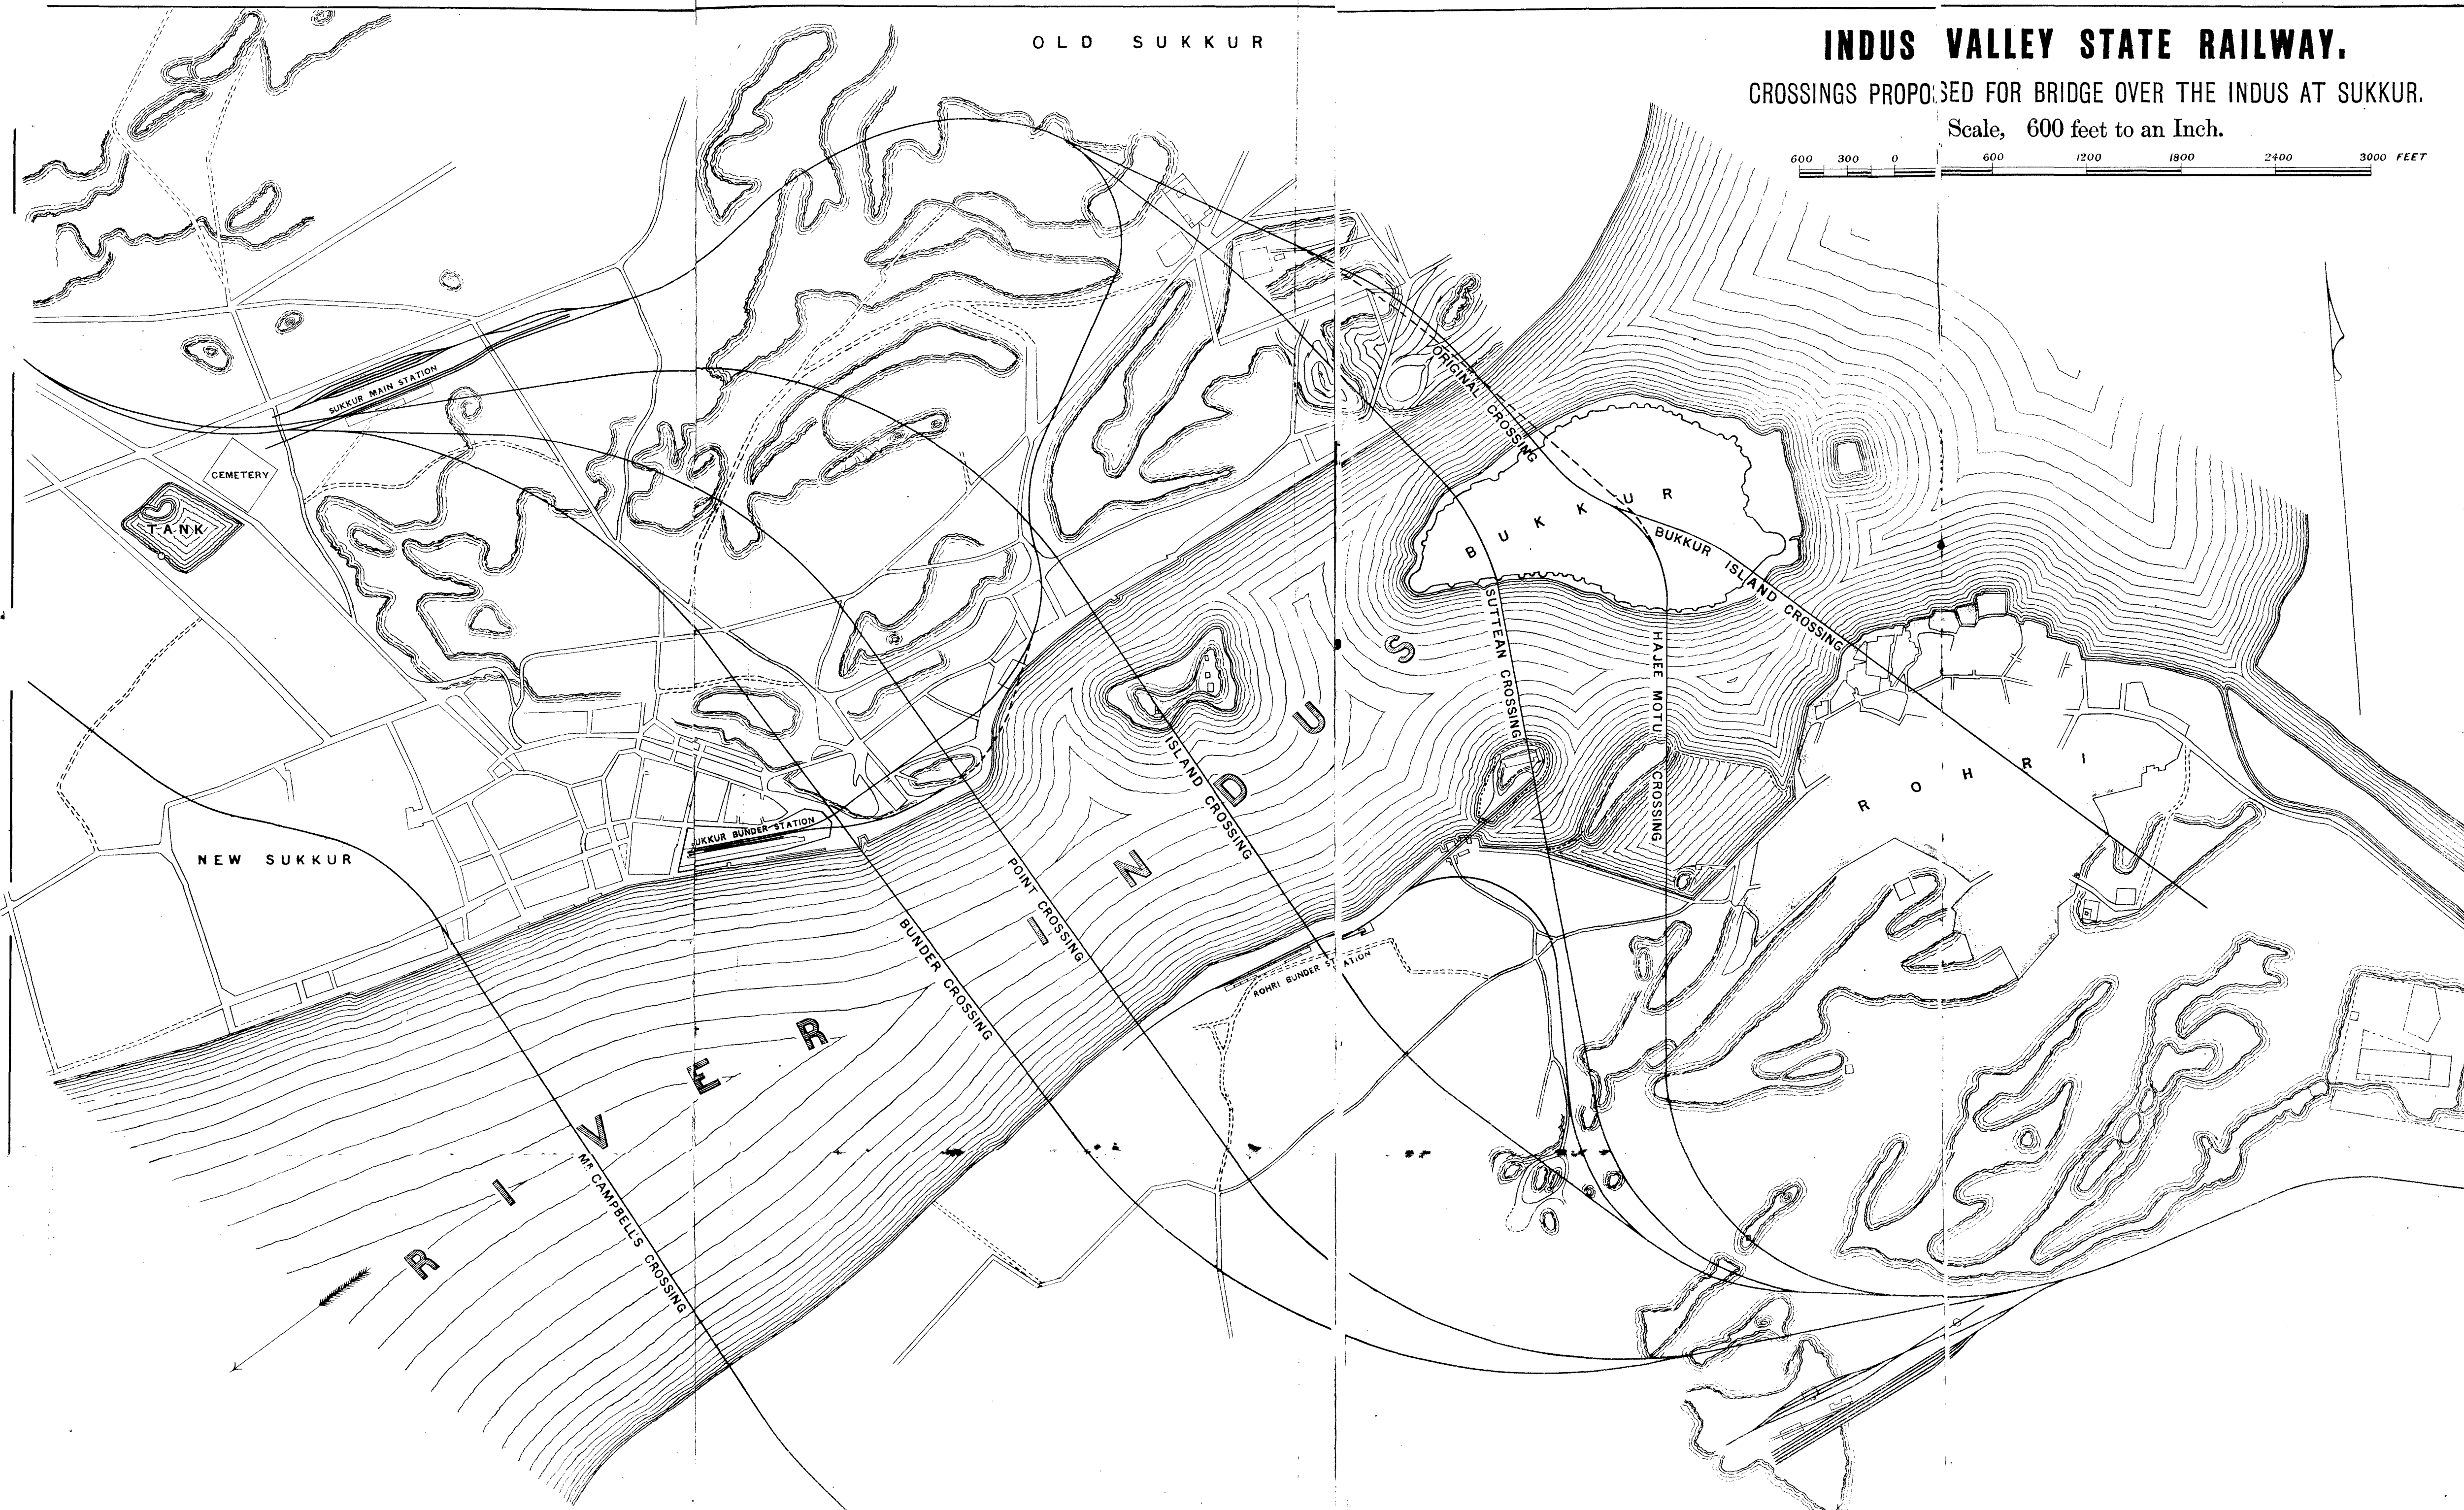 OLD SUKKUR
INDUS VALLEY STATE RAILWAY.
CROSSINGS PROPOSED FOR BRIDGE OVER THE INDUS AT SUKKUR.
Scale, 600 feet to an Inch.
600 300 0 600 1200 1800 2400 3000 FEET
SUKKUR MAIN STATION
CEMETERY
TANK
ORIGINAL CROSSING
BUKKUR
BUKKUR ISLAND CROSSING
SUTTEAN CROSSING
HAJEE MOTU CROSSING
ROHRI
ISLAND CROSSING
POINT CROSSING
BUNDER CROSSING
MR. CAMPBELL'S CROSSING
NEW SUKKUR
SUKKUR BUNDER STATION
ROHRI BUNDER STATION
RIVER INDUS